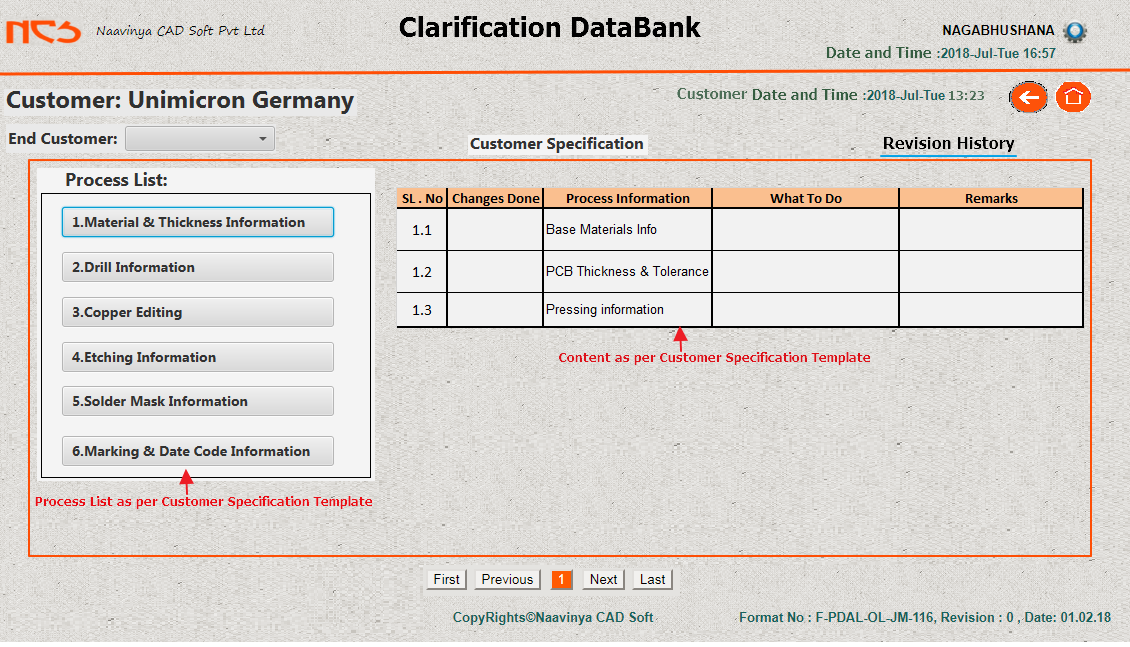 NCS
Naavinya CAD Soft Pvt Ltd
Clarification DataBank
NAGABHUSHANA
Date and Time :2018-Jul-Tue 16:57
Customer: Unimicron Germany
Customer Date and Time :2018-Jul-Tue 13:23
End Customer:
Customer Specification
Revision History
Process List:
1.Material & Thickness Information
2.Drill Information
3.Copper Editing
4.Etching Information
5.Solder Mask Information
6.Marking & Date Code Information
Process List as per Customer Specification Template
SL . No Changes Done Process Information What To Do Remarks
1.1 Base Materials Info
1.2 PCB Thickness & Tolerance
1.3 Pressing information
Content as per Customer Specification Template
First Previous 1 Next Last
CopyRights©Naavinya CAD Soft
Format No : F-PDAL-OL-JM-116, Revision : 0 , Date: 01.02.18